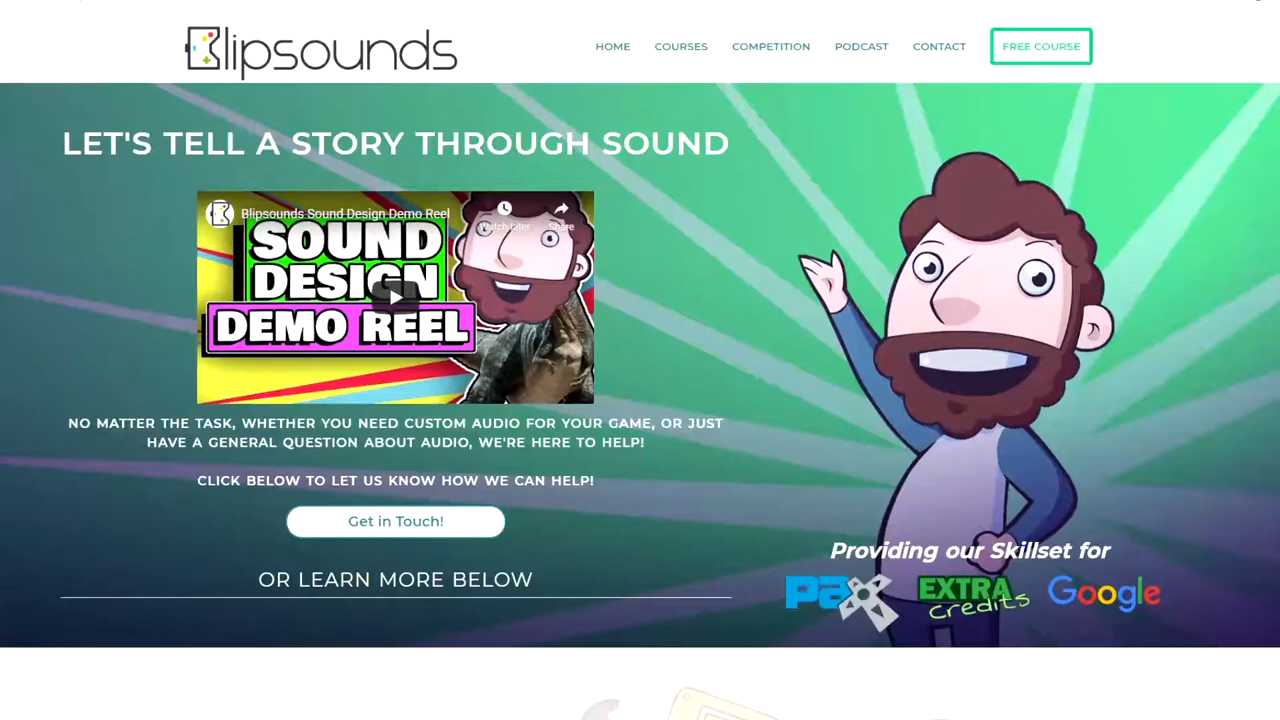 Blipsounds
HOME COURSES COMPETITION PODCAST CONTACT FREE COURSE
LET'S TELL A STORY THROUGH SOUND
Blipsounds Sound Design Demo Reel
Watch later Share
SOUND
DESIGN
DEMO REEL
NO MATTER THE TASK, WHETHER YOU NEED CUSTOM AUDIO FOR YOUR GAME, OR JUST
HAVE A GENERAL QUESTION ABOUT AUDIO, WE'RE HERE TO HELP!
CLICK BELOW TO LET US KNOW HOW WE CAN HELP!
Get in Touch!
OR LEARN MORE BELOW
Providing our Skillset for
pax EXTRA credits Google